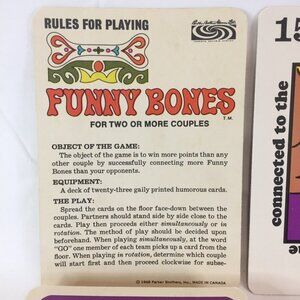 RULES FOR PLAYING
FUNNY BONES
T.M.
FOR TWO OR MORE COUPLES
OBJECT OF THE GAME:
The object of the game is to win more points than any
other couple by successfully connecting more Funny
Bones than your opponents.
EQUIPMENT:
A deck of twenty-three gaily printed humorous cards.
THE PLAY:
Spread the cards on the floor face-down between the
couples. Partners should stand side by side close to the
cards. Play then proceeds either simultaneously or in
rotation. The method of play should be decided upon
beforehand. When playing simultaneously, at the word
"GO" one member of each team picks up a card from the
floor. When playing in rotation, determine which couple
will start first and then proceed clockwise for subse-
© 1968 Parker Brothers, Inc. MADE IN CANADA
15
connected to the